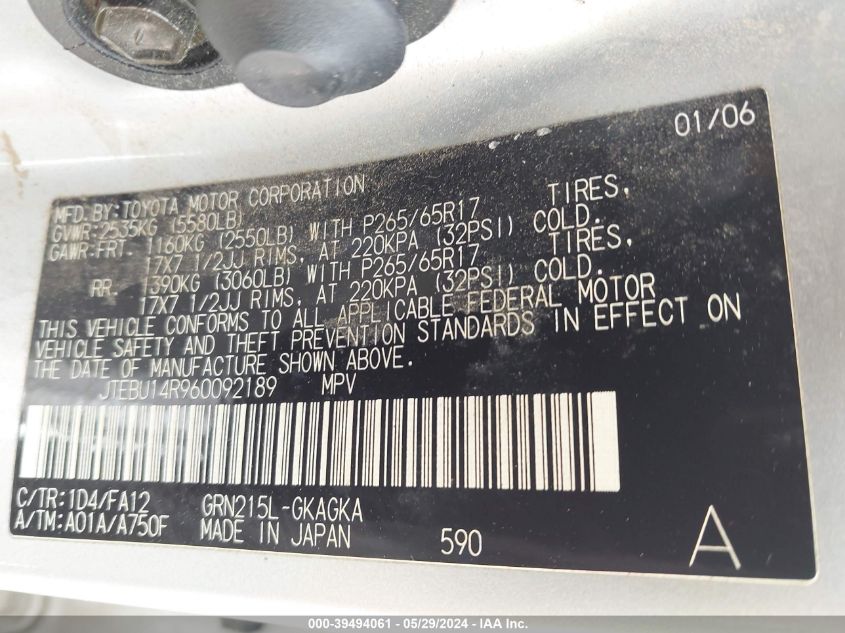 01/06
MFD.BY:TOYOTA MOTOR CORPORATION
GVWR:2535KG (5580LB)
GAWR:FRT. 1160KG (2550LB) WITH P265/65R17 TIRES,
17X7 1/2JJ RIMS, AT 220KPA (32PSI) COLD.
RR. 1390KG (3060LB) WITH P265/65R17 TIRES,
17X7 1/2JJ RIMS, AT 220KPA (32PSI) COLD.
THIS VEHICLE CONFORMS TO ALL APPLICABLE FEDERAL MOTOR
VEHICLE SAFETY AND THEFT PREVENTION STANDARDS IN EFFECT ON
THE DATE OF MANUFACTURE SHOWN ABOVE.
JTEBU14R960092189 MPV
C/TR:1D4/FA12 GRN215L-GKAGKA
A/TM:A01A/A750F MADE IN JAPAN 590 A
000-39494061 - 05/29/2024 - IAA Inc.